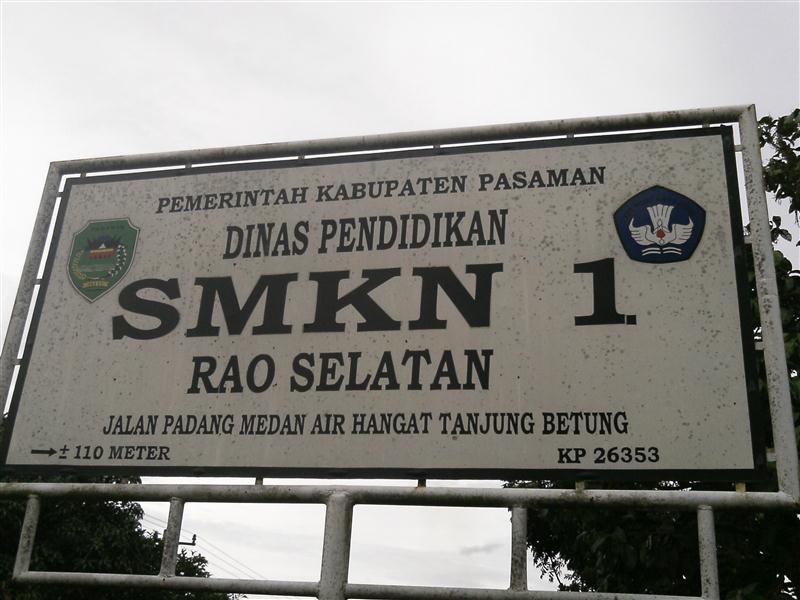 PEMERINTAH KABUPATEN PASAMAN
DINAS PENDIDIKAN
SMKN 1
RAO SELATAN
JALAN PADANG MEDAN AIR HANGAT TANJUNG BETUNG
→ ± 110 METER
KP 26353